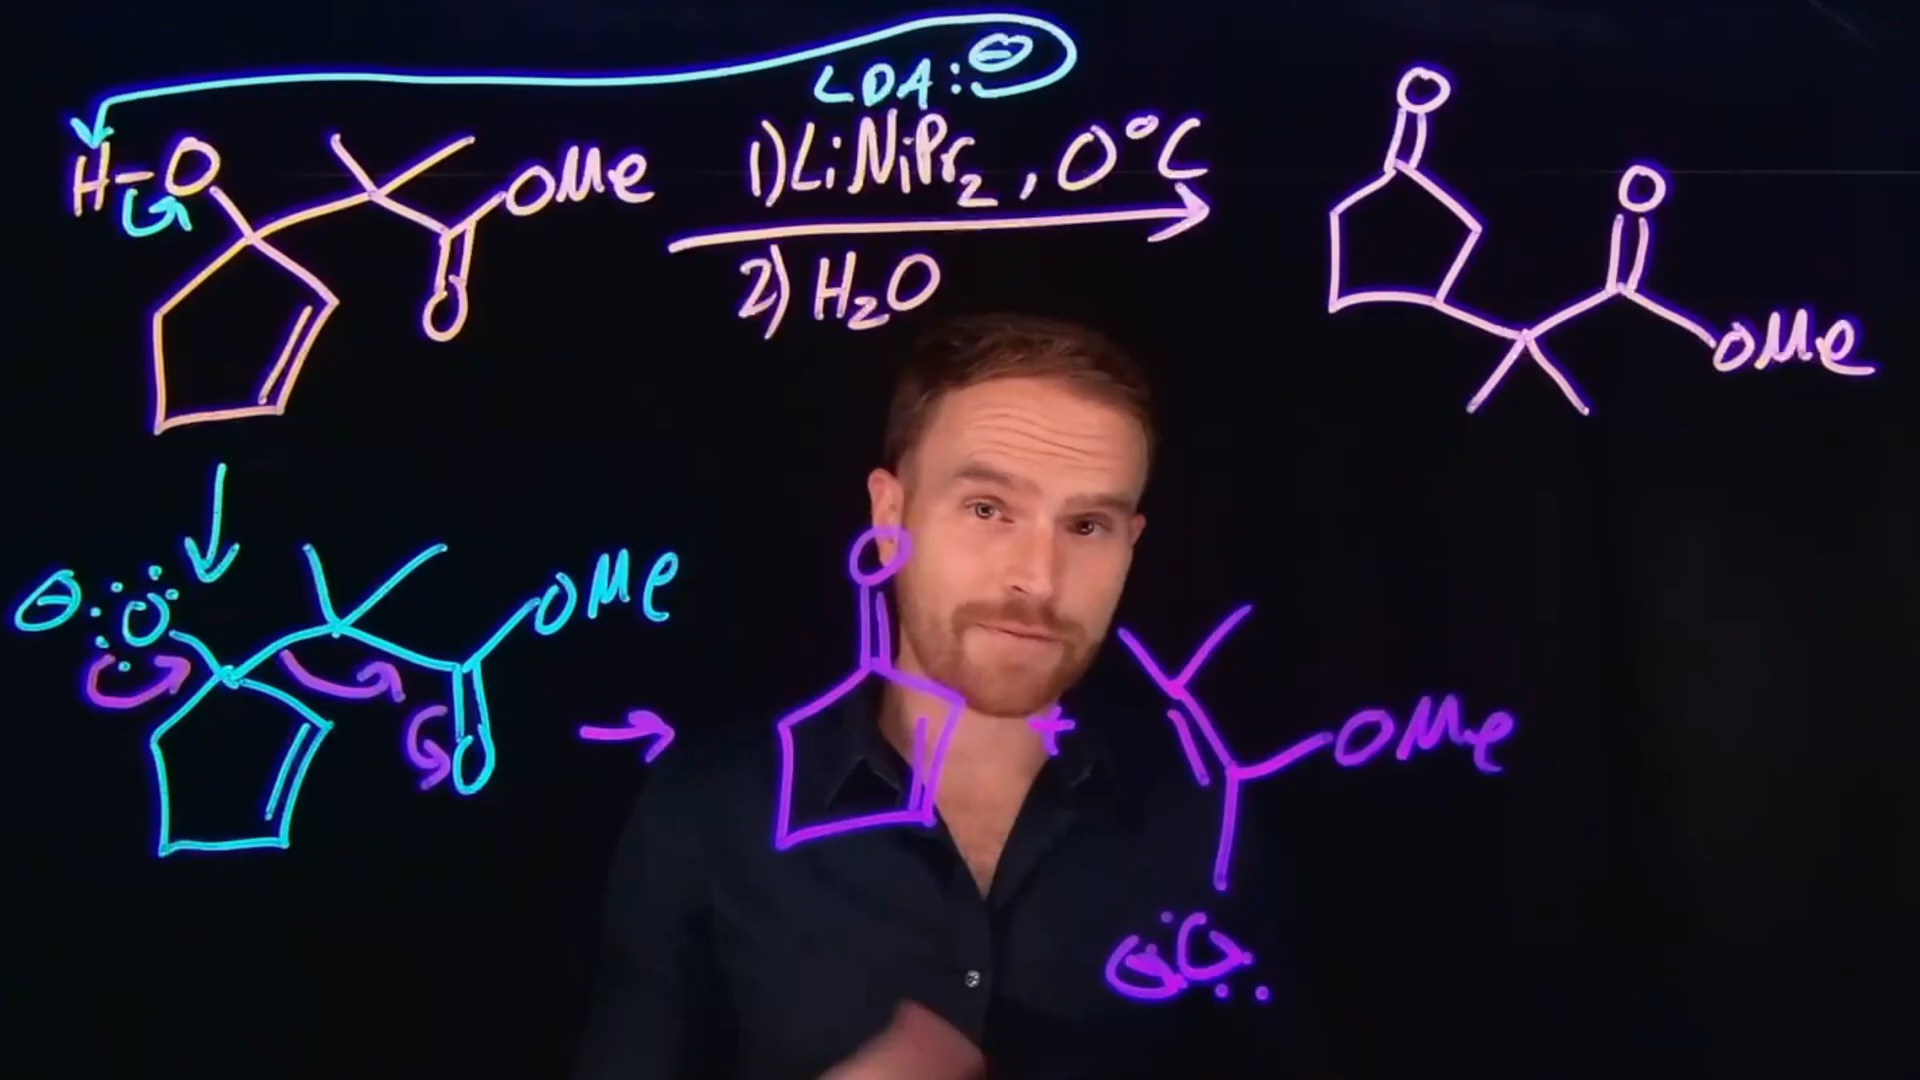 LDA:⊖
H-O
OMe
O
1) LiNiPr₂, 0°C
2) H₂O
O
O
OMe
⊖ :O:
OMe
O
O
+
OMe